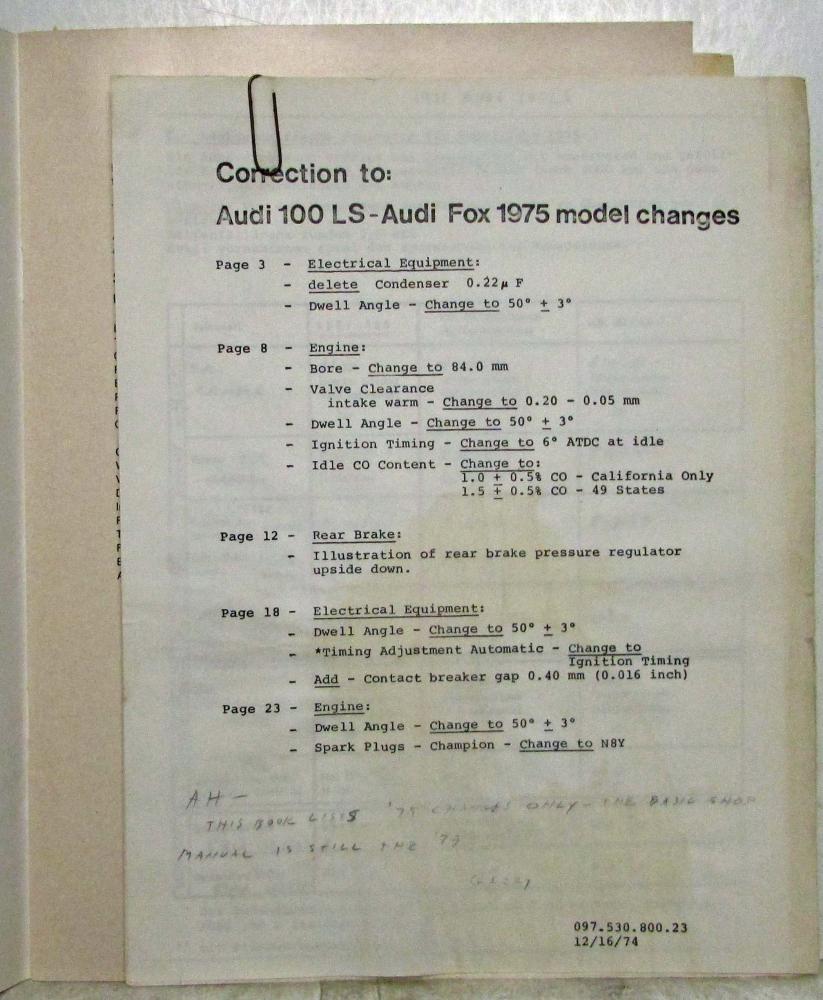 Correction to:
Audi 100 LS-Audi Fox 1975 model changes
Page 3 - Electrical Equipment:
- delete Condenser 0.22µ F
- Dwell Angle - Change to 50° ± 3°
Page 8 - Engine:
- Bore - Change to 84.0 mm
- Valve Clearance
intake warm - Change to 0.20 - 0.05 mm
- Dwell Angle - Change to 50° ± 3°
- Ignition Timing - Change to 6° ATDC at idle
- Idle CO Content - Change to:
1.0 ± 0.5% CO - California Only
1.5 ± 0.5% CO - 49 States
Page 12 - Rear Brake:
- Illustration of rear brake pressure regulator
upside down.
Page 18 - Electrical Equipment:
- Dwell Angle - Change to 50° ± 3°
- *Timing Adjustment Automatic - Change to
Ignition Timing
- Add - Contact breaker gap 0.40 mm (0.016 inch)
Page 23 - Engine:
- Dwell Angle - Change to 50° ± 3°
- Spark Plugs - Champion - Change to N8Y
AH -
THIS BOOK LISTS '75 CHANGES ONLY - THE BASIC SHOP
MANUAL IS STILL THE
097.530.800.23
12/16/74